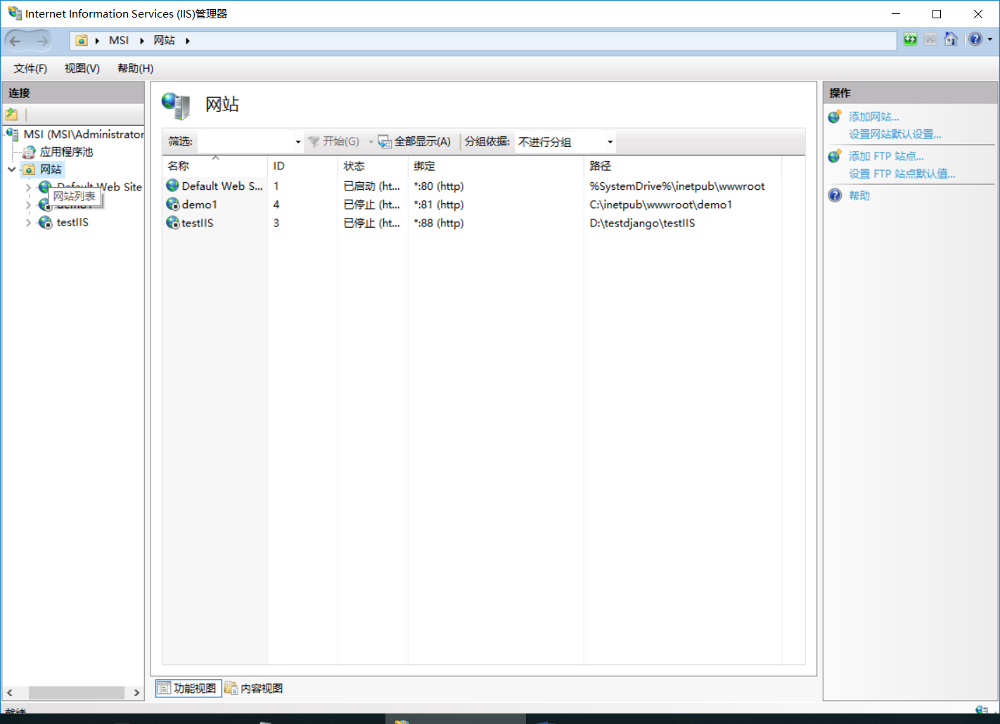 Internet Information Services (IIS)管理器
MSI 网站
文件(F) 视图(V) 帮助(H)
连接
MSI (MSI\Administrator
应用程序池
网站
Default Web Site
网站列表
demo1
testIIS
网站
筛选: 开始(G) 全部显示(A) 分组依据: 不进行分组
名称 ID 状态 绑定 路径
Default Web S... 1 已启动 (ht... *:80 (http) %SystemDrive%\inetpub\wwwroot
demo1 4 已停止 (ht... *:81 (http) C:\inetpub\wwwroot\demo1
testIIS 3 已停止 (ht... *:88 (http) D:\testdjango\testIIS
功能视图 内容视图
操作
添加网站...
设置网站默认设置...
添加 FTP 站点...
设置 FTP 站点默认值...
帮助
就绪